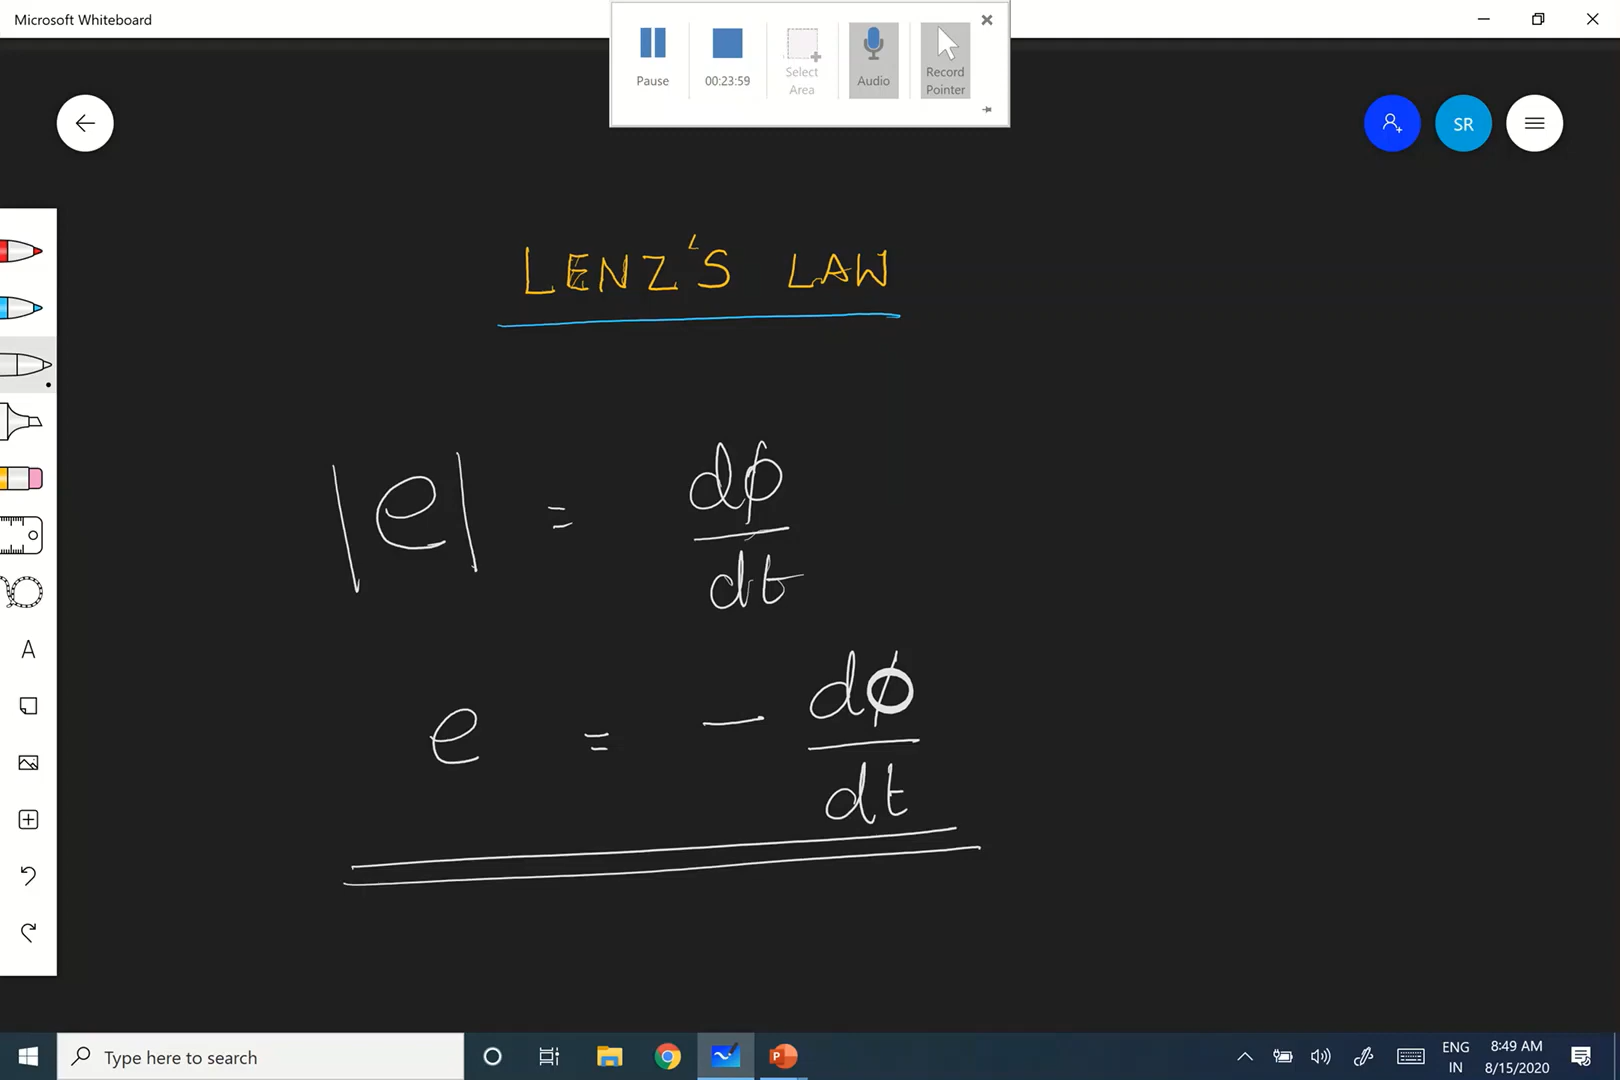 Microsoft Whiteboard
Pause
00:23:59
Select
Area
Audio
Record
Pointer
SR
LENZ'S LAW
|e| = dφ/dt
e = - dφ/dt
A
Type here to search
P
ENG
IN
8:49 AM
8/15/2020